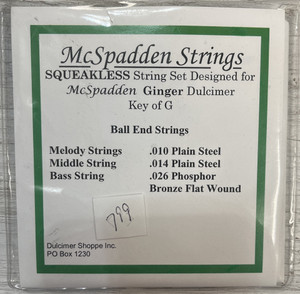 McSpadden Strings
SQUEAKLESS String Set Designed for
McSpadden Ginger Dulcimer
Key of G
Ball End Strings
Melody Strings .010 Plain Steel
Middle String .014 Plain Steel
Bass String .026 Phosphor
Bronze Flat Wound
799
Dulcimer Shoppe Inc.
PO Box 1230